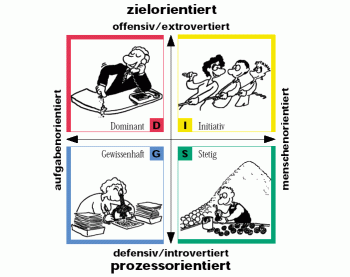 zielorientiert
offensiv/extrovertiert
aufgabenorientiert
menschenorientiert
Dominant D
I Initiativ
Gewissenhaft G
S Stetig
defensiv/introvertiert
prozessorientiert